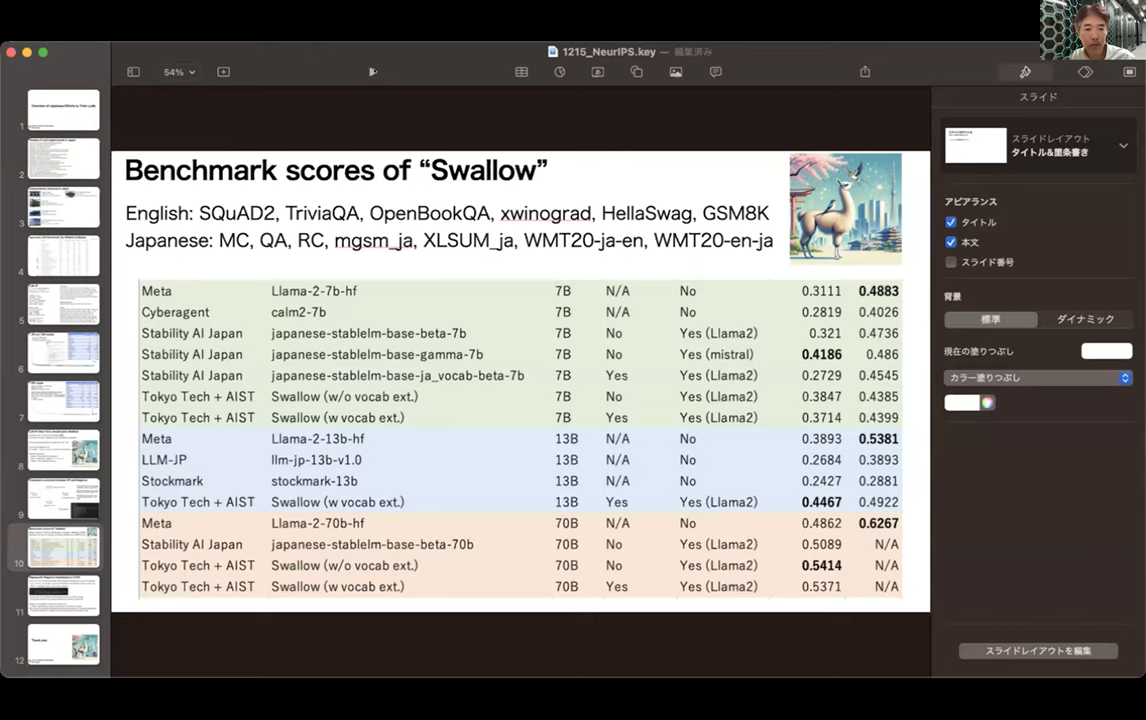 1215_NeurIPS.key — 編集済み
54%
スライド
スライドレイアウト
タイトル&箇条書き
アピアランス
タイトル
本文
スライド番号
背景
標準 ダイナミック
現在の塗りつぶし
カラー塗りつぶし
スライドレイアウトを編集
1
2
3
4
5
6
7
8
9
10
11
12
Benchmark scores of “Swallow”
English: SQuAD2, TriviaQA, OpenBookQA, xwinograd, HellaSwag, GSM8K
Japanese: MC, QA, RC, mgsm_ja, XLSUM_ja, WMT20-ja-en, WMT20-en-ja
Meta Llama-2-7b-hf 7B N/A No 0.3111 0.4883
Cyberagent calm2-7b 7B N/A No 0.2819 0.4026
Stability AI Japan japanese-stablelm-base-beta-7b 7B No Yes (Llama2) 0.321 0.4736
Stability AI Japan japanese-stablelm-base-gamma-7b 7B No Yes (mistral) 0.4186 0.486
Stability AI Japan japanese-stablelm-base-ja_vocab-beta-7b 7B Yes Yes (Llama2) 0.2729 0.4545
Tokyo Tech + AIST Swallow (w/o vocab ext.) 7B No Yes (Llama2) 0.3847 0.4385
Tokyo Tech + AIST Swallow (w vocab ext.) 7B Yes Yes (Llama2) 0.3714 0.4399
Meta Llama-2-13b-hf 13B N/A No 0.3893 0.5381
LLM-JP llm-jp-13b-v1.0 13B N/A No 0.2684 0.3893
Stockmark stockmark-13b 13B N/A No 0.2427 0.2881
Tokyo Tech + AIST Swallow (w vocab ext.) 13B Yes Yes (Llama2) 0.4467 0.4922
Meta Llama-2-70b-hf 70B N/A No 0.4862 0.6267
Stability AI Japan japanese-stablelm-base-beta-70b 70B No Yes (Llama2) 0.5089 N/A
Tokyo Tech + AIST Swallow (w/o vocab ext.) 70B No Yes (Llama2) 0.5414 N/A
Tokyo Tech + AIST Swallow (w vocab ext.) 70B Yes Yes (Llama2) 0.5371 N/A